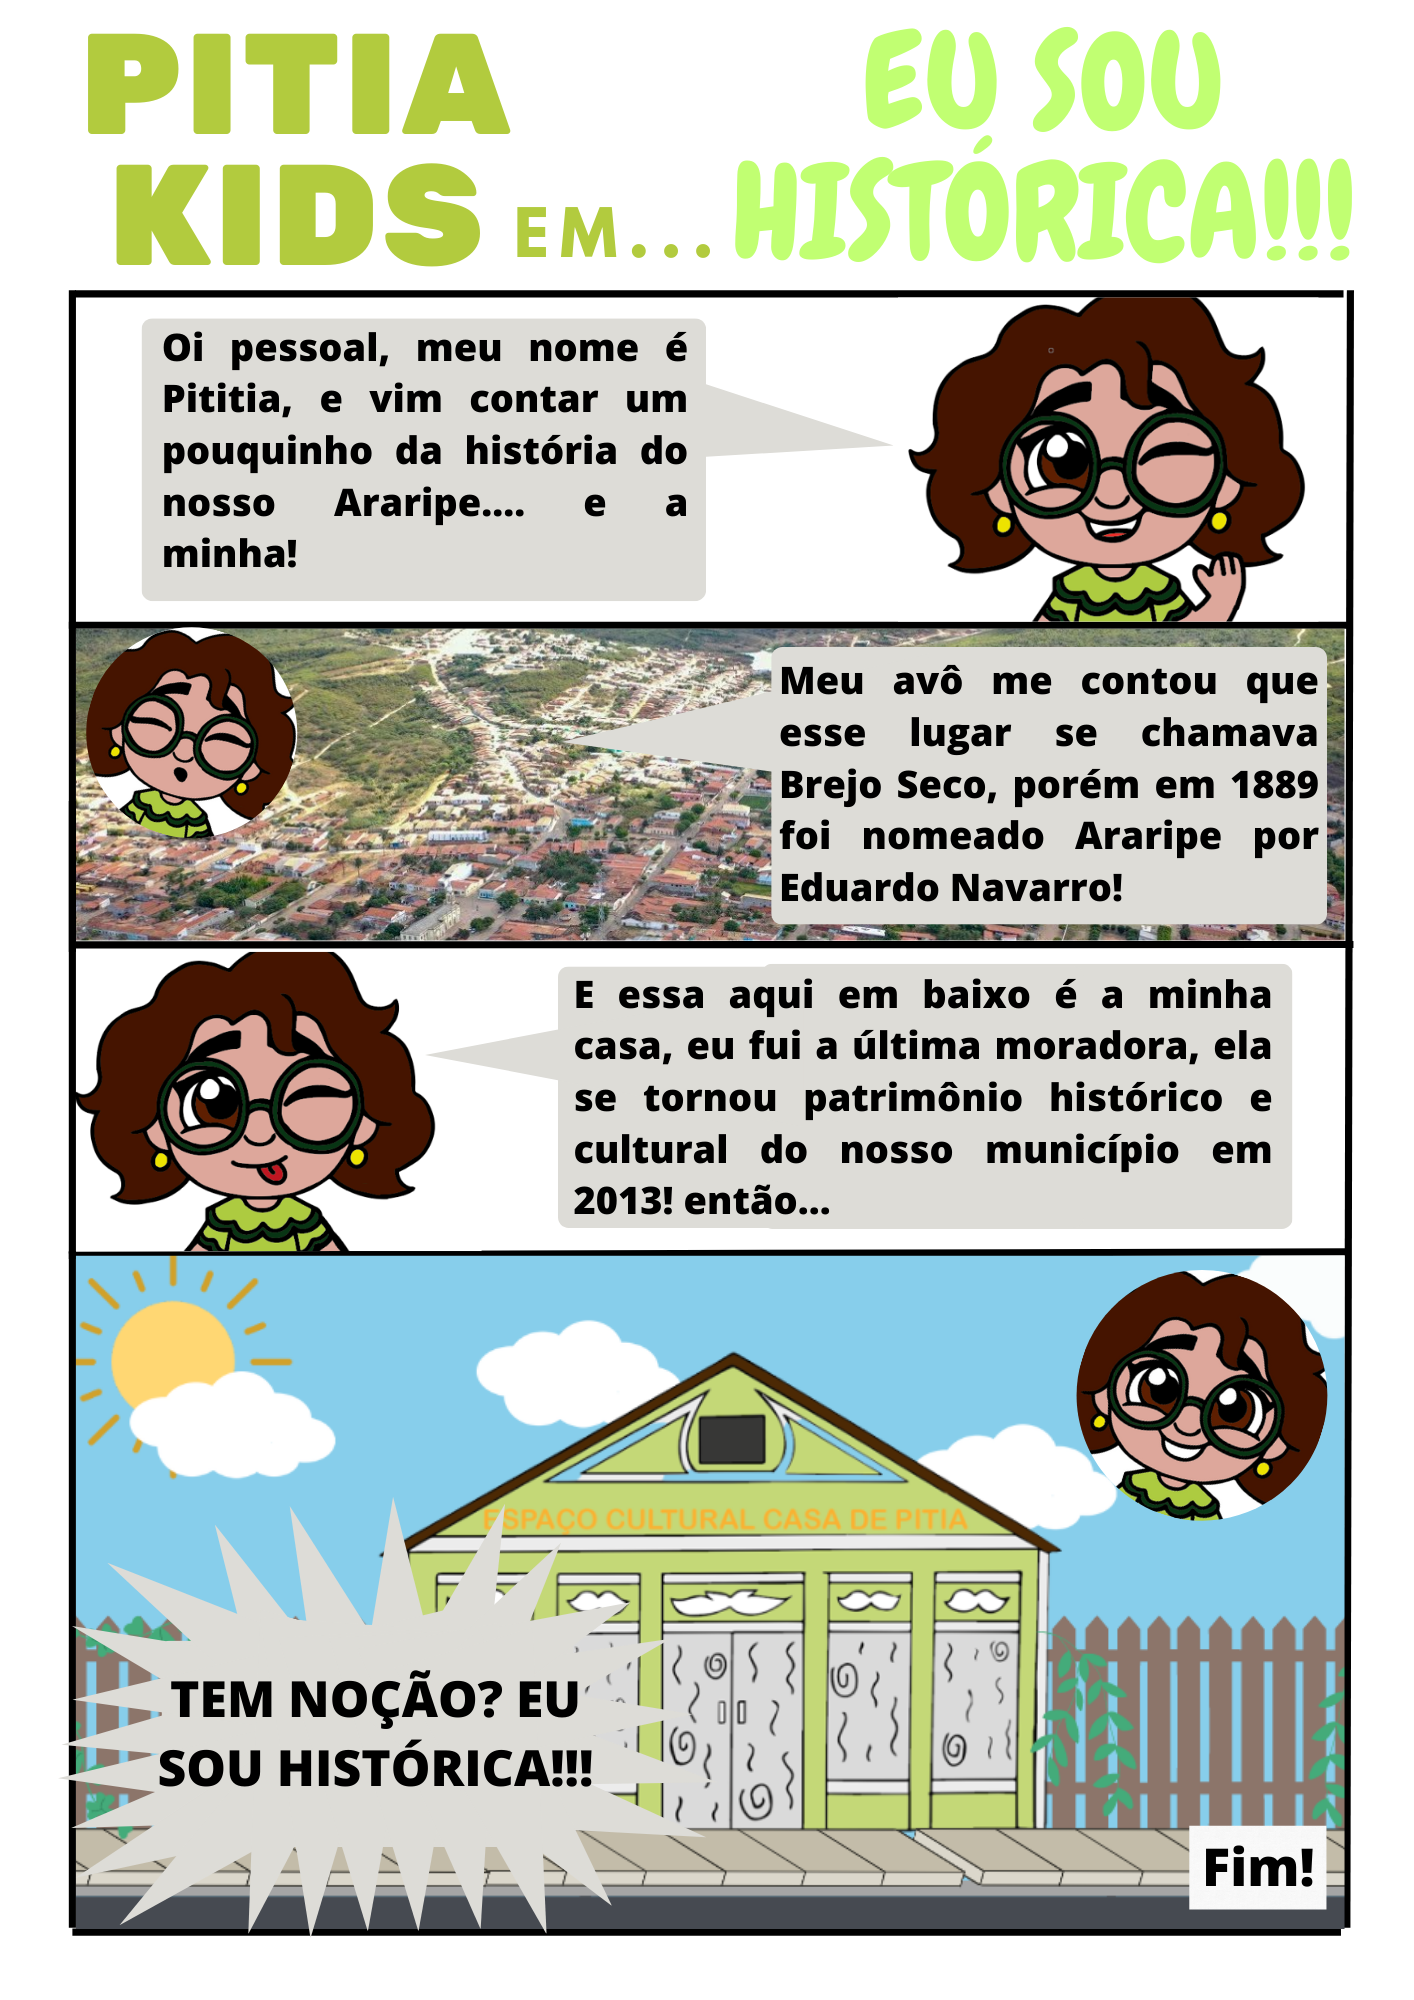 PITIA
KIDS EM...
EU SOU
HISTÓRICA!!!
Oi pessoal, meu nome é
Pititia, e vim contar um
pouquinho da história do
nosso Araripe.... e a
minha!
Meu avô me contou que
esse lugar se chamava
Brejo Seco, porém em 1889
foi nomeado Araripe por
Eduardo Navarro!
E essa aqui em baixo é a minha
casa, eu fui a última moradora, ela
se tornou patrimônio histórico e
cultural do nosso município em
2013! então...
ESPAÇO CULTURAL CASA DE PITIA
TEM NOÇÃO? EU
SOU HISTÓRICA!!!
Fim!